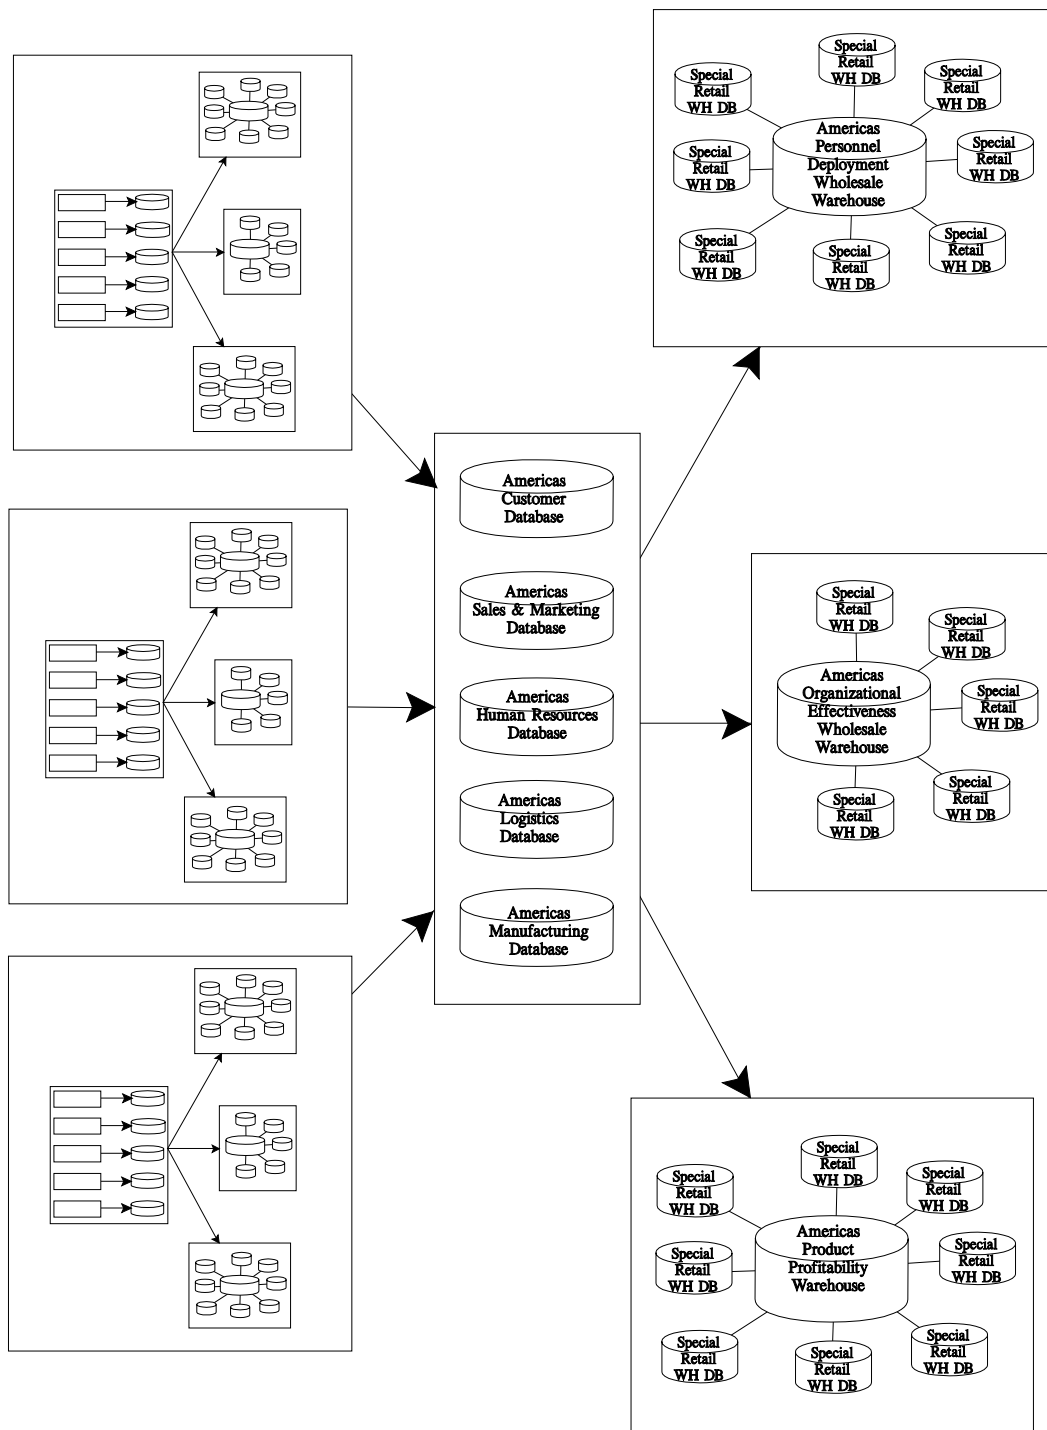 Special
Retail
WH DB
Special
Retail
WH DB
Special
Retail
WH DB
Americas
Personnel
Deployment
Wholesale
Warehouse
Special
Retail
WH DB
Special
Retail
WH DB
Special
Retail
WH DB
Special
Retail
WH DB
Special
Retail
WH DB
Americas
Customer
Database
Americas
Sales & Marketing
Database
Americas
Human Resources
Database
Americas
Logistics
Database
Americas
Manufacturing
Database
Special
Retail
WH DB
Special
Retail
WH DB
Americas
Organizational
Effectiveness
Wholesale
Warehouse
Special
Retail
WH DB
Special
Retail
WH DB
Special
Retail
WH DB
Special
Retail
WH DB
Special
Retail
WH DB
Special
Retail
WH DB
Americas
Product
Profitability
Warehouse
Special
Retail
WH DB
Special
Retail
WH DB
Special
Retail
WH DB
Special
Retail
WH DB
Special
Retail
WH DB
Special
Retail
WH DB